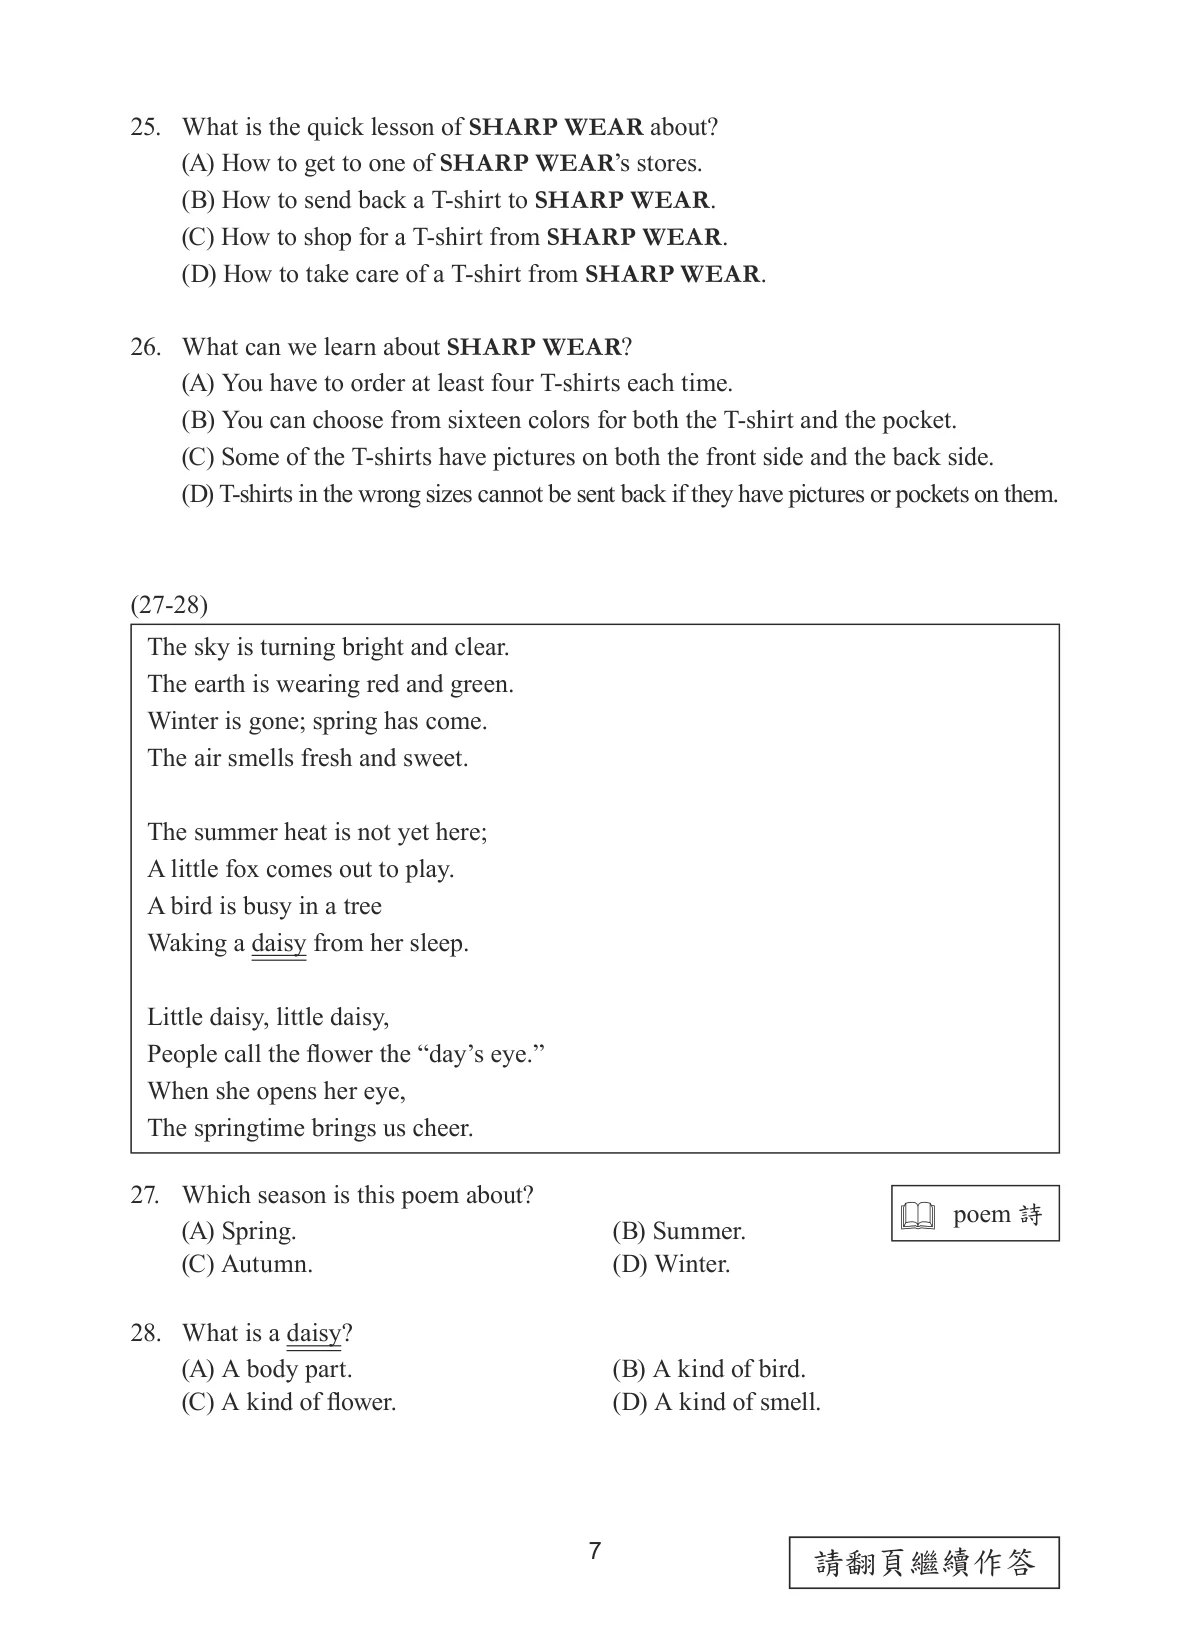 25. What is the quick lesson of SHARP WEAR about?
(A) How to get to one of SHARP WEAR’s stores.
(B) How to send back a T-shirt to SHARP WEAR.
(C) How to shop for a T-shirt from SHARP WEAR.
(D) How to take care of a T-shirt from SHARP WEAR.
26. What can we learn about SHARP WEAR?
(A) You have to order at least four T-shirts each time.
(B) You can choose from sixteen colors for both the T-shirt and the pocket.
(C) Some of the T-shirts have pictures on both the front side and the back side.
(D) T-shirts in the wrong sizes cannot be sent back if they have pictures or pockets on them.
(27-28)
The sky is turning bright and clear.
The earth is wearing red and green.
Winter is gone; spring has come.
The air smells fresh and sweet.
The summer heat is not yet here;
A little fox comes out to play.
A bird is busy in a tree
Waking a daisy from her sleep.
Little daisy, little daisy,
People call the flower the “day’s eye.”
When she opens her eye,
The springtime brings us cheer.
27. Which season is this poem about?
poem 詩
(A) Spring. (B) Summer.
(C) Autumn. (D) Winter.
28. What is a daisy?
(A) A body part. (B) A kind of bird.
(C) A kind of flower. (D) A kind of smell.
7
請翻頁繼續作答